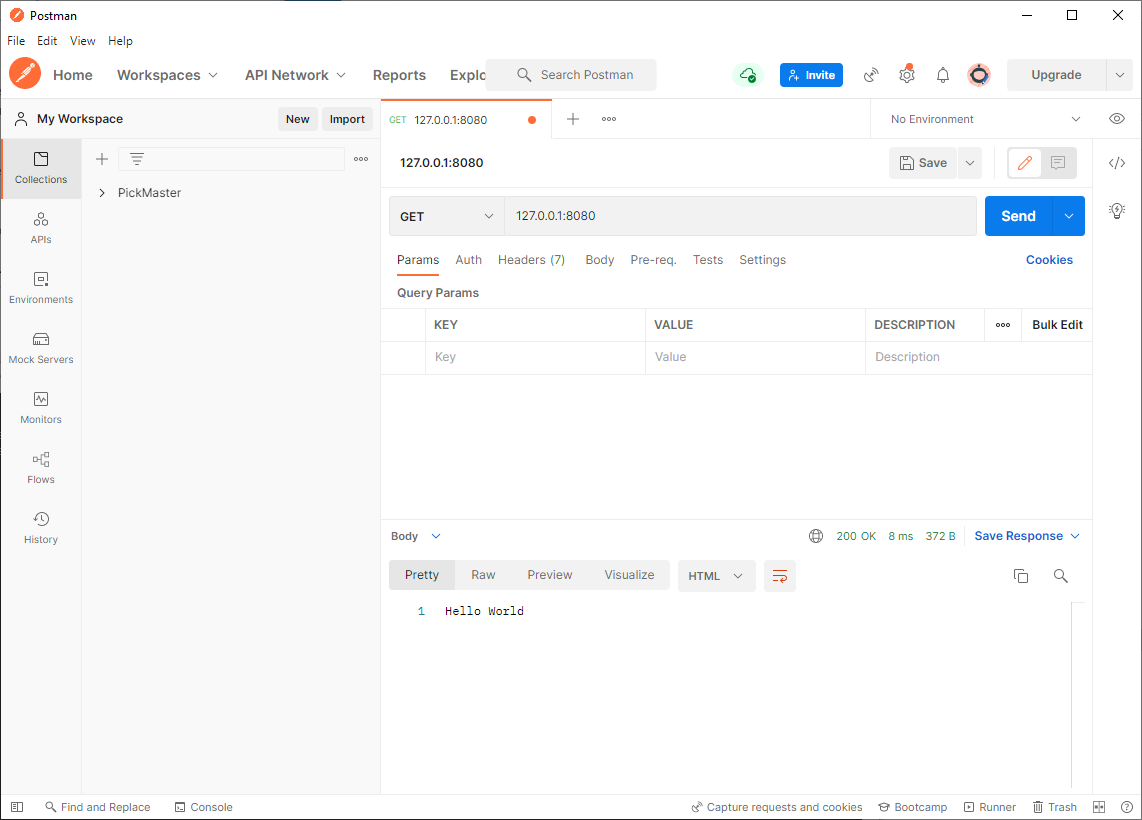 Postman
File Edit View Help
Home Workspaces API Network Reports Explo Search Postman Invite Upgrade
My Workspace New Import GET 127.0.0.1:8080 No Environment
Collections
PickMaster
APIs
Environments
Mock Servers
Monitors
Flows
History
127.0.0.1:8080 Save
GET 127.0.0.1:8080 Send
Params Auth Headers (7) Body Pre-req. Tests Settings Cookies
Query Params
KEY VALUE DESCRIPTION Bulk Edit
Key Value Description
Body 200 OK 8 ms 372 B Save Response
Pretty Raw Preview Visualize HTML
1 Hello World
Find and Replace Console Capture requests and cookies Bootcamp Runner Trash